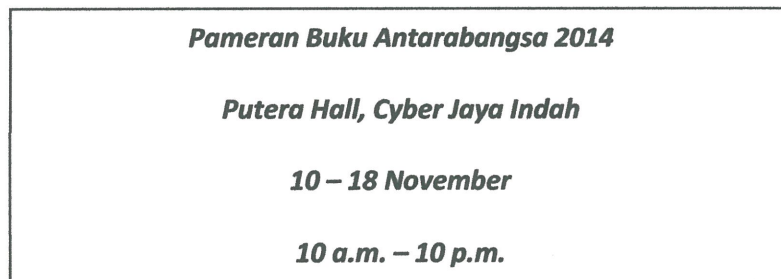 Pameran Buku Antarabangsa 2014
Putera Hall, Cyber Jaya Indah
10 – 18 November
10 a.m. – 10 p.m.